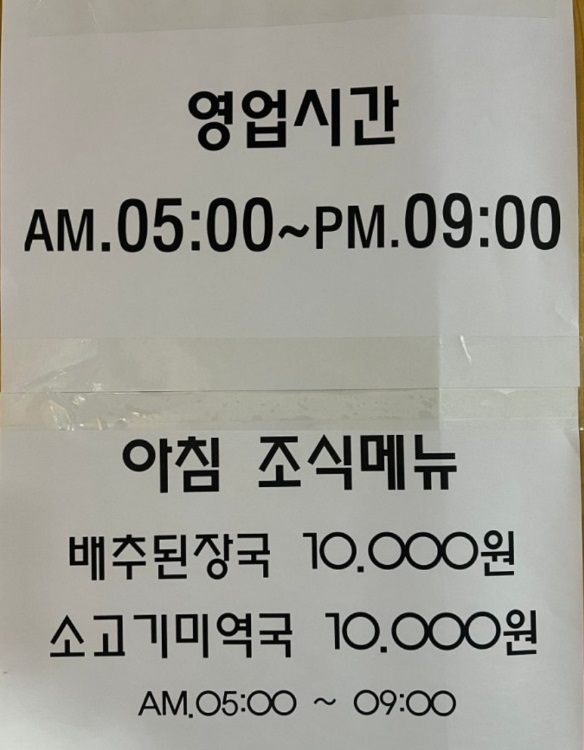 영업시간
AM.05:00~PM.09:00
아침 조식메뉴
배추된장국 10.000원
소고기미역국 10.000원
AM.05:00 ~ 09:00